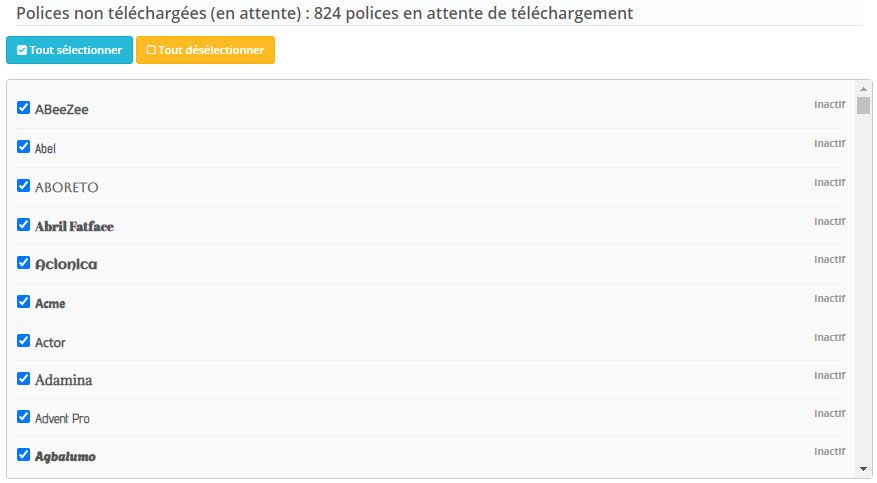 Polices non téléchargées (en attente) : 824 polices en attente de téléchargement
Tout sélectionner Tout désélectionner
ABeeZee Inactif
Abel Inactif
ABORETO Inactif
Abril Fatface Inactif
Aclonica Inactif
Acme Inactif
Actor Inactif
Adamina Inactif
Advent Pro Inactif
Agbalumo Inactif